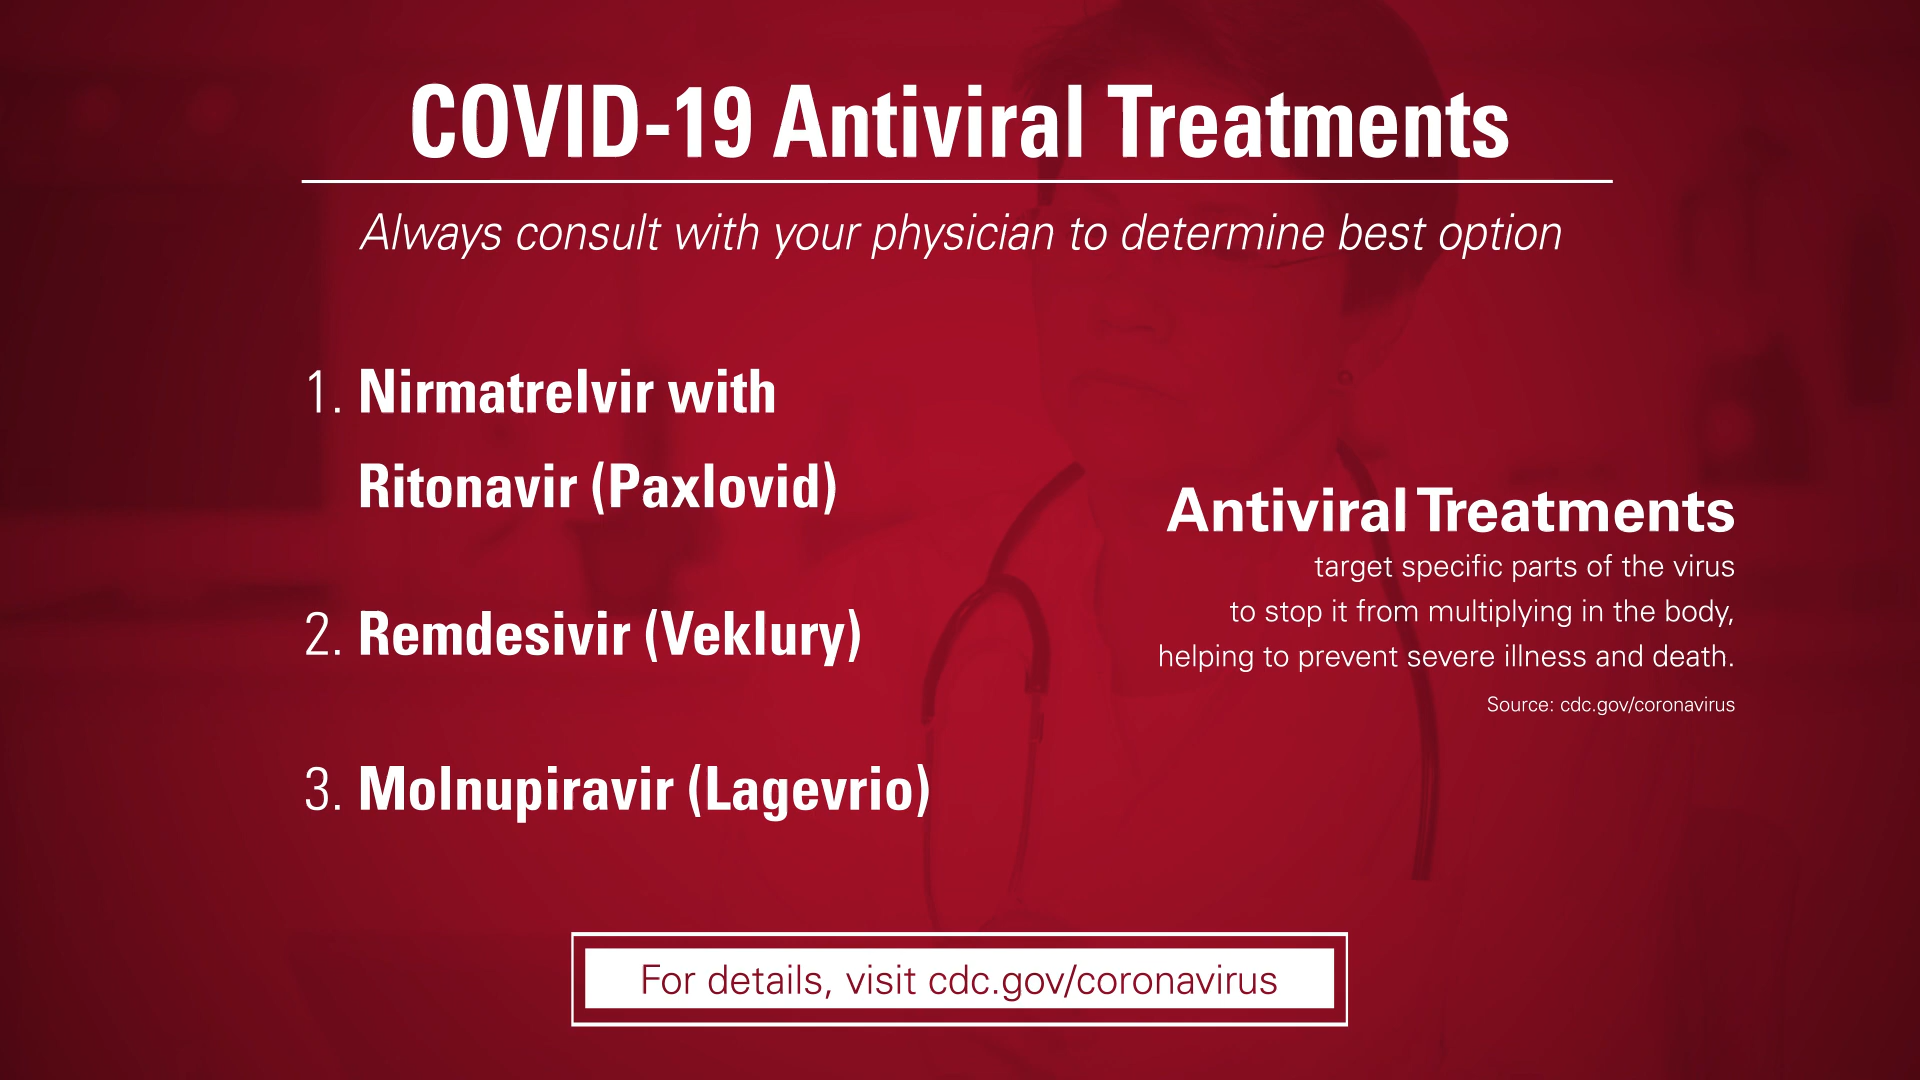 COVID-19 Antiviral Treatments
Always consult with your physician to determine best option
1. Nirmatrelvir with
Ritonavir (Paxlovid)
2. Remdesivir (Veklury)
3. Molnupiravir (Lagevrio)
Antiviral Treatments
target specific parts of the virus
to stop it from multiplying in the body,
helping to prevent severe illness and death.
Source: cdc.gov/coronavirus
For details, visit cdc.gov/coronavirus